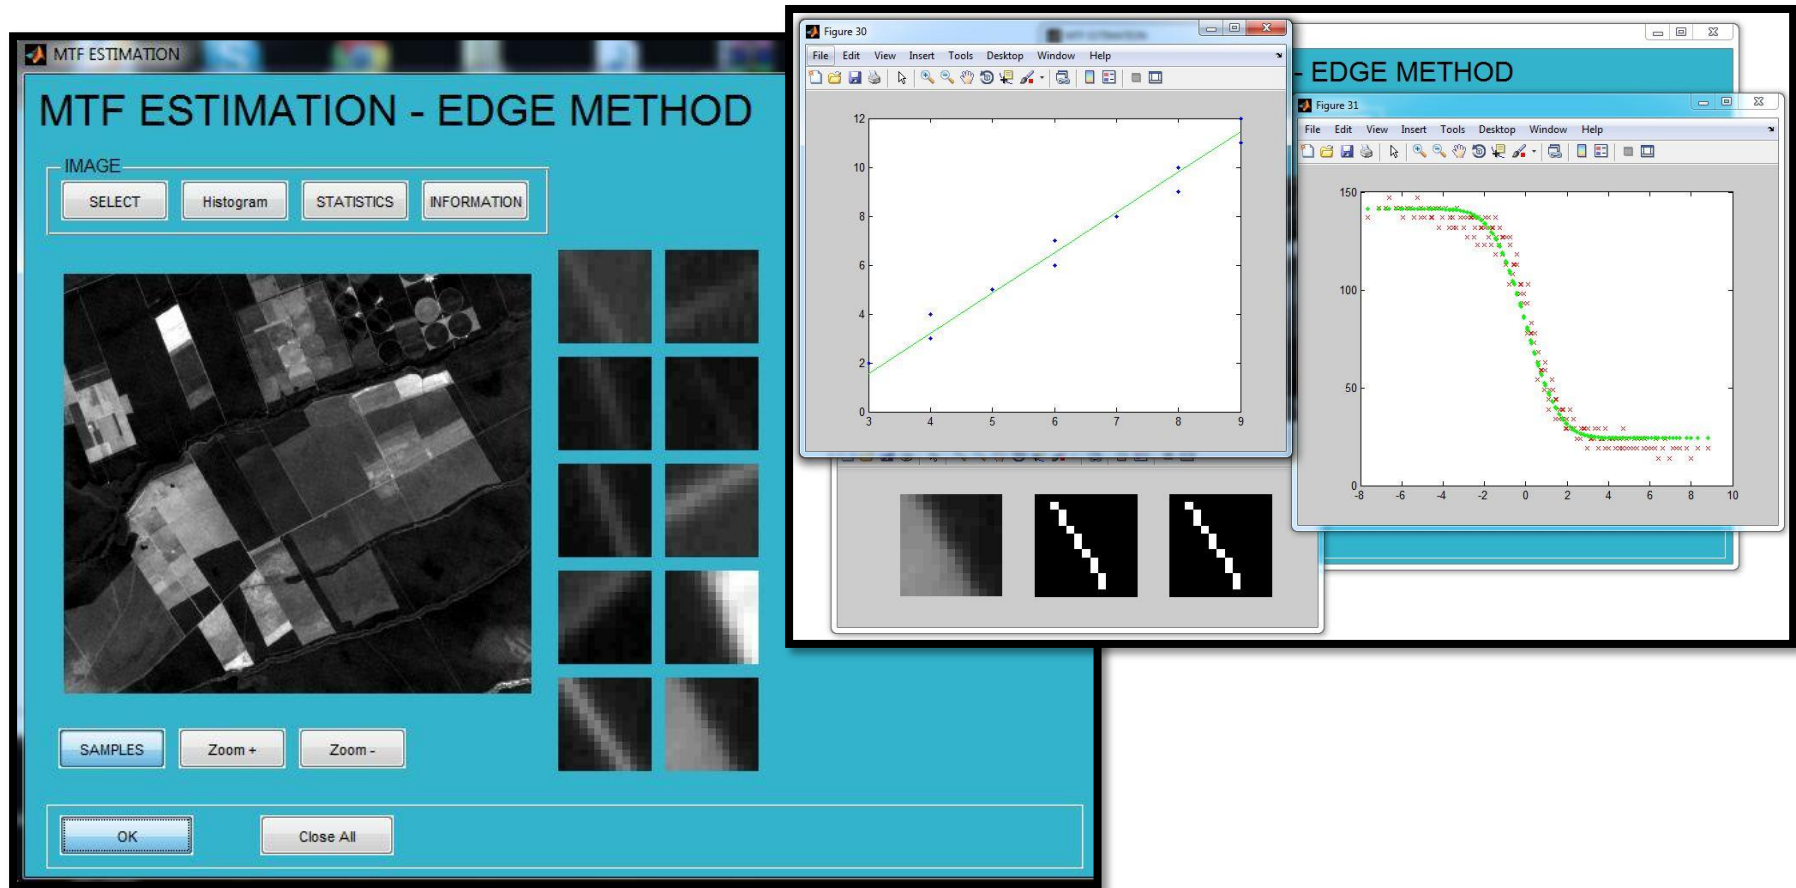 MTF ESTIMATION
MTF ESTIMATION - EDGE METHOD
IMAGE
SELECT Histogram STATISTICS INFORMATION
SAMPLES Zoom + Zoom -
OK Close All
Figure 30
File Edit View Insert Tools Desktop Window Help
12
10
8
6
4
2
0
3 4 5 6 7 8 9
- EDGE METHOD
Figure 31
File Edit View Insert Tools Desktop Window Help
150
100
50
0
-8 -6 -4 -2 0 2 4 6 8 10